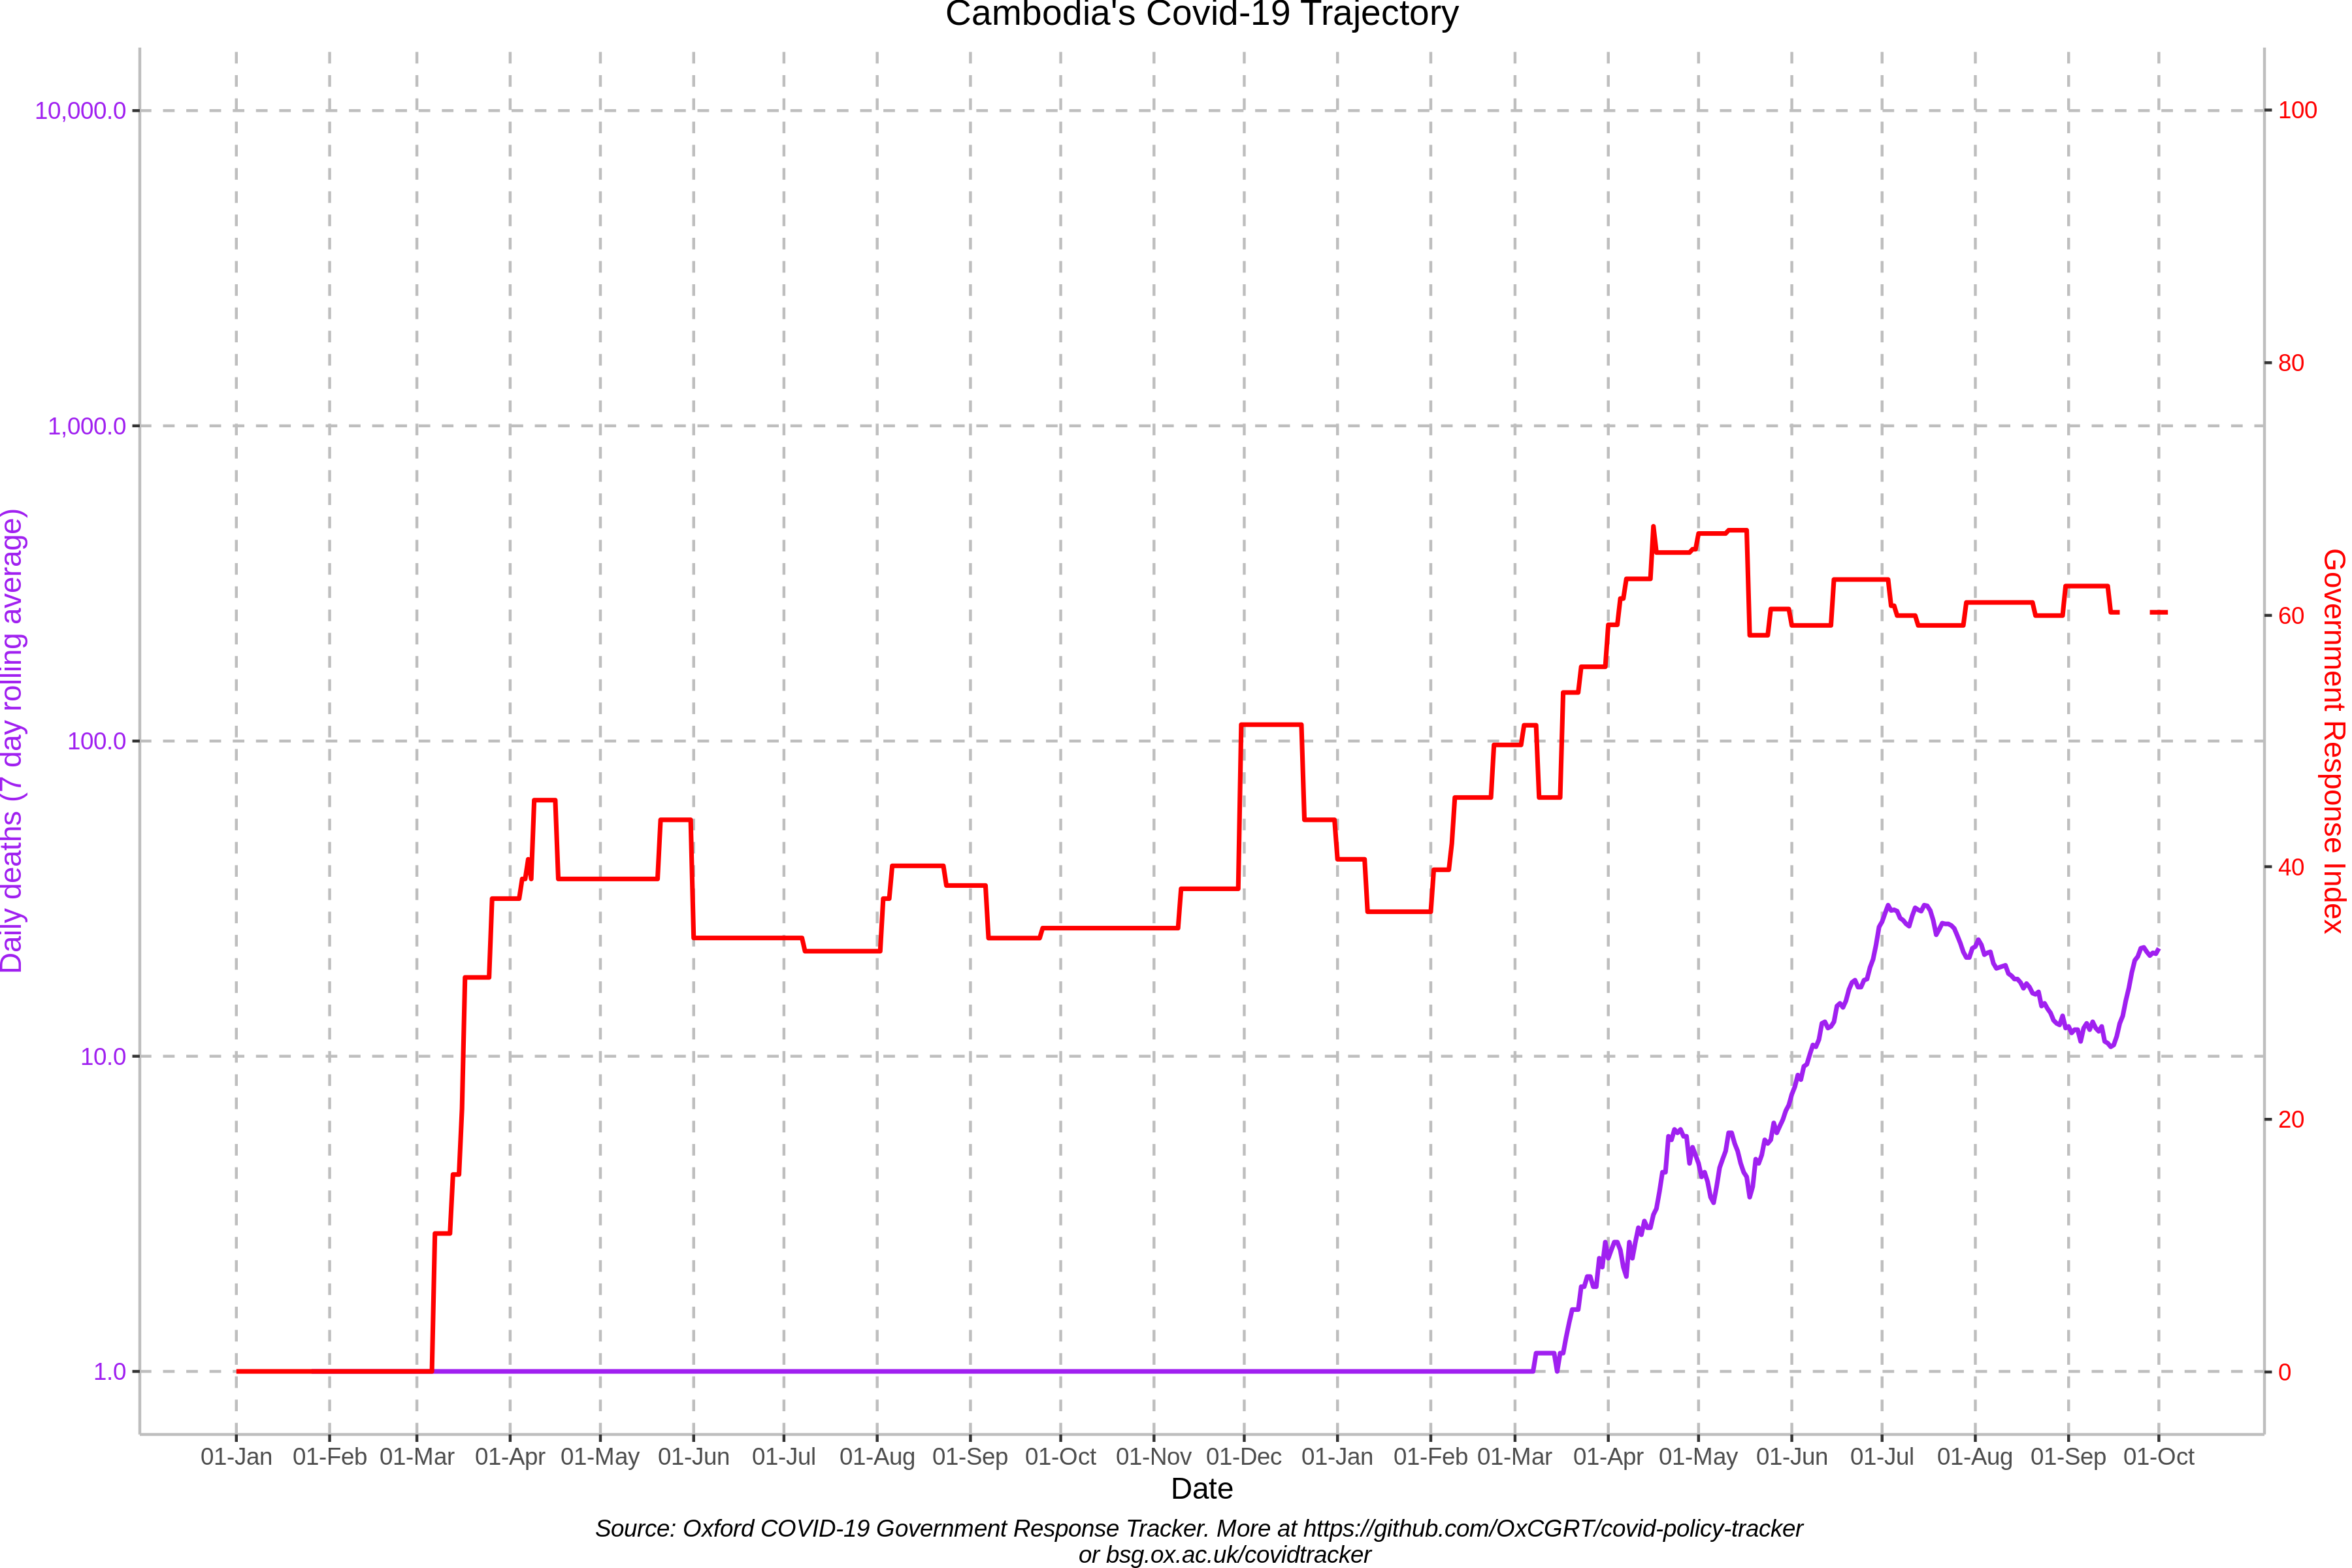 Cambodia's Covid-19 Trajectory
10,000.0
1,000.0
100.0
10.0
1.0
Daily deaths (7 day rolling average)
100
80
60
40
20
0
Government Response Index
01-Jan 01-Feb 01-Mar 01-Apr 01-May 01-Jun 01-Jul 01-Aug 01-Sep 01-Oct 01-Nov 01-Dec 01-Jan 01-Feb 01-Mar 01-Apr 01-May 01-Jun 01-Jul 01-Aug 01-Sep 01-Oct
Date
Source: Oxford COVID-19 Government Response Tracker. More at https://github.com/OxCGRT/covid-policy-tracker
or bsg.ox.ac.uk/covidtracker